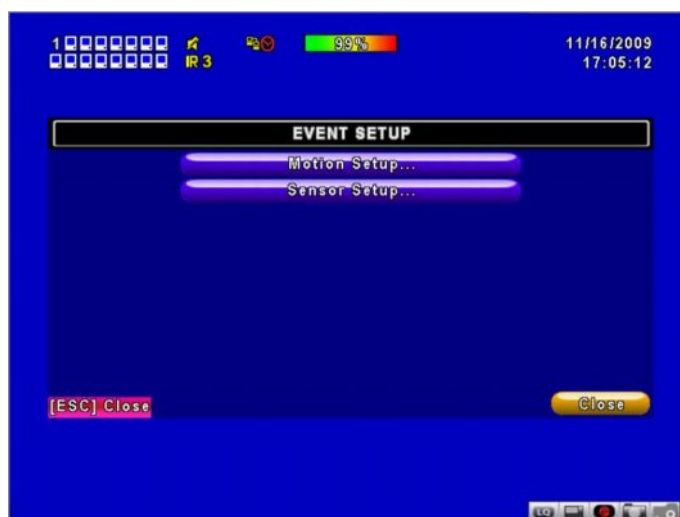 1
IR 3
99%
11/16/2009
17:05:12
EVENT SETUP
Motion Setup...
Sensor Setup...
[ESC] Close
Close
LQ